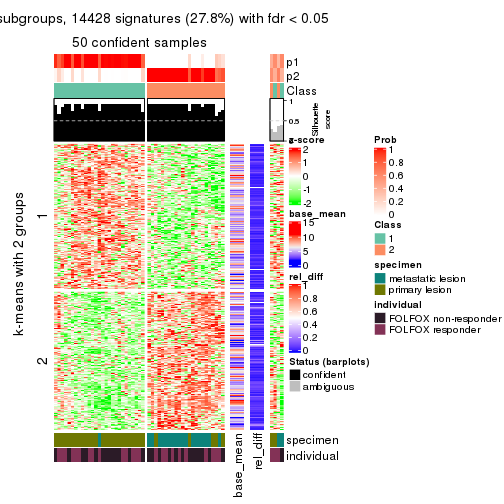 subgroups, 14428 signatures (27.8%) with fdr < 0.05
50 confident samples
p1
p2
Class
1
0.5
0
Silhouette
score
k-means with 2 groups
1
2
z-score
2
1
0
-1
-2
base_mean
15
10
5
0
rel_diff
1
0.8
0.6
0.4
0.2
0
Status (barplots)
confident
ambiguous
Prob
1
0.8
0.6
0.4
0.2
0
Class
1
2
specimen
metastatic lesion
primary lesion
individual
FOLFOX non-responder
FOLFOX responder
specimen
individual
base_mean
rel_diff